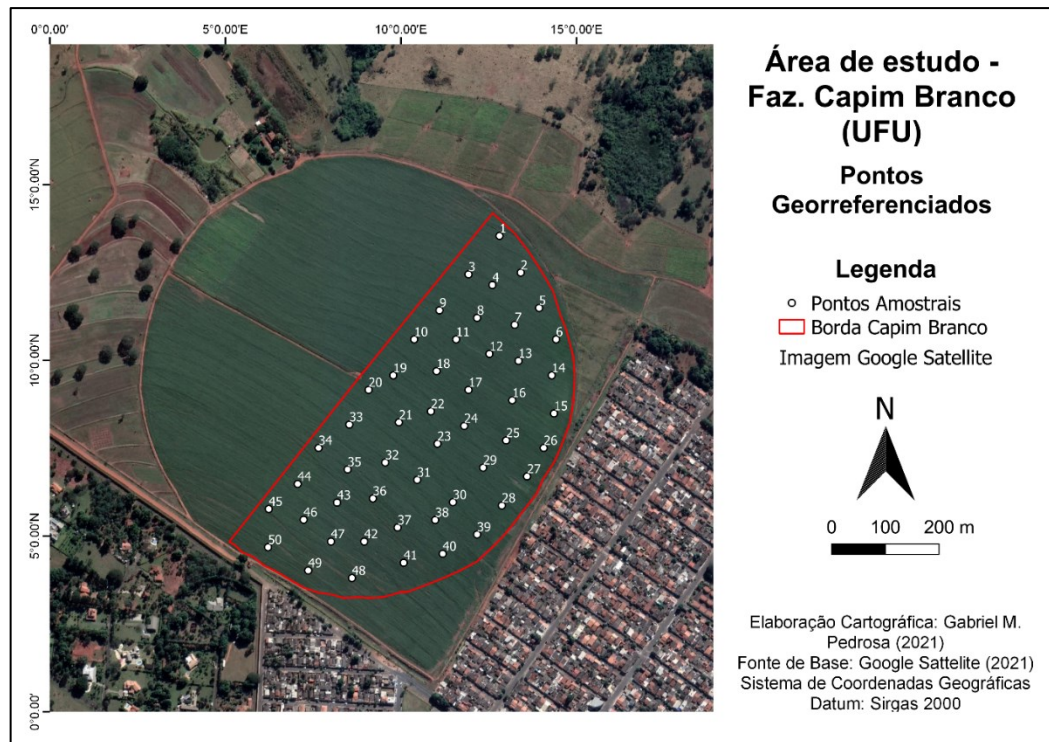 0°0.00' 5°0.00'E 10°0.00'E 15°0.00'E
15°0.00'N
10°0.00'N
5°0.00'N
0°0.00'
1
2
3
4
5
6
7
8
9
10
11
12
13
14
15
16
17
18
19
20
21
22
23
24
25
26
27
28
29
30
31
32
33
34
35
36
37
38
39
40
41
42
43
44
45
46
47
48
49
50
Área de estudo -
Faz. Capim Branco
(UFU)
Pontos
Georreferenciados
Legenda
Pontos Amostrais
Borda Capim Branco
Imagem Google Satellite
N
0 100 200 m
Elaboração Cartográfica: Gabriel M.
Pedrosa (2021)
Fonte de Base: Google Sattelite (2021)
Sistema de Coordenadas Geográficas
Datum: Sirgas 2000